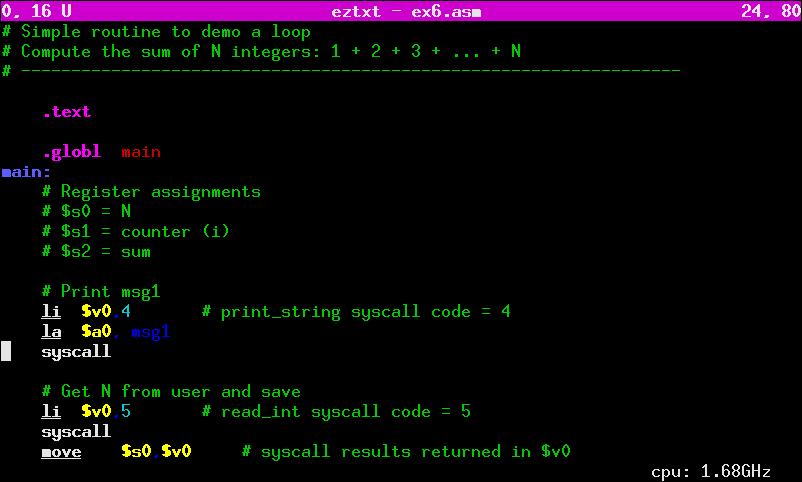 0, 16 U eztxt - ex6.asm 24, 80
# Simple routine to demo a loop
# Compute the sum of N integers: 1 + 2 + 3 + ... + N
# ------------------------------------------------------------------
.text
.globl main
main:
# Register assignments
# $s0 = N
# $s1 = counter (i)
# $s2 = sum
# Print msg1
li $v0,4 # print_string syscall code = 4
la $a0, msg1
syscall
# Get N from user and save
li $v0,5 # read_int syscall code = 5
syscall
move $s0,$v0 # syscall results returned in $v0
cpu: 1.68GHz